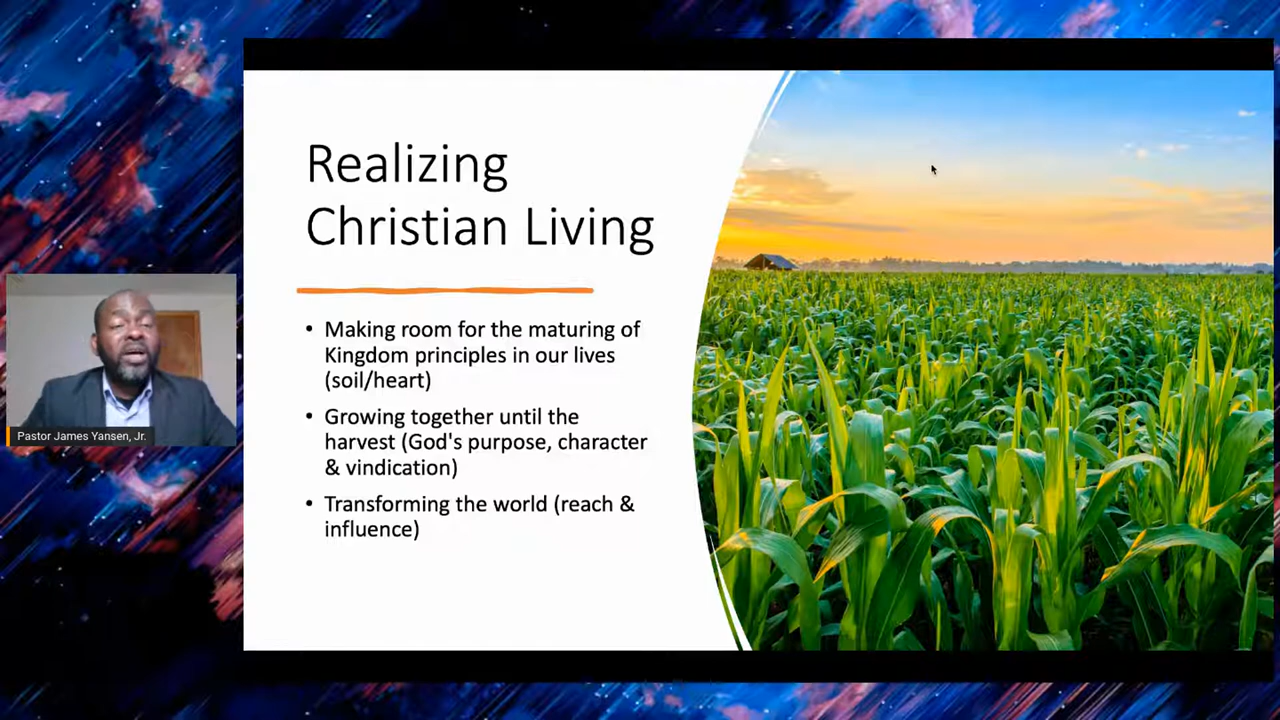 Realizing
Christian Living
• Making room for the maturing of
Kingdom principles in our lives
(soil/heart)
• Growing together until the
harvest (God's purpose, character
& vindication)
• Transforming the world (reach &
influence)
Pastor James Yansen, Jr.